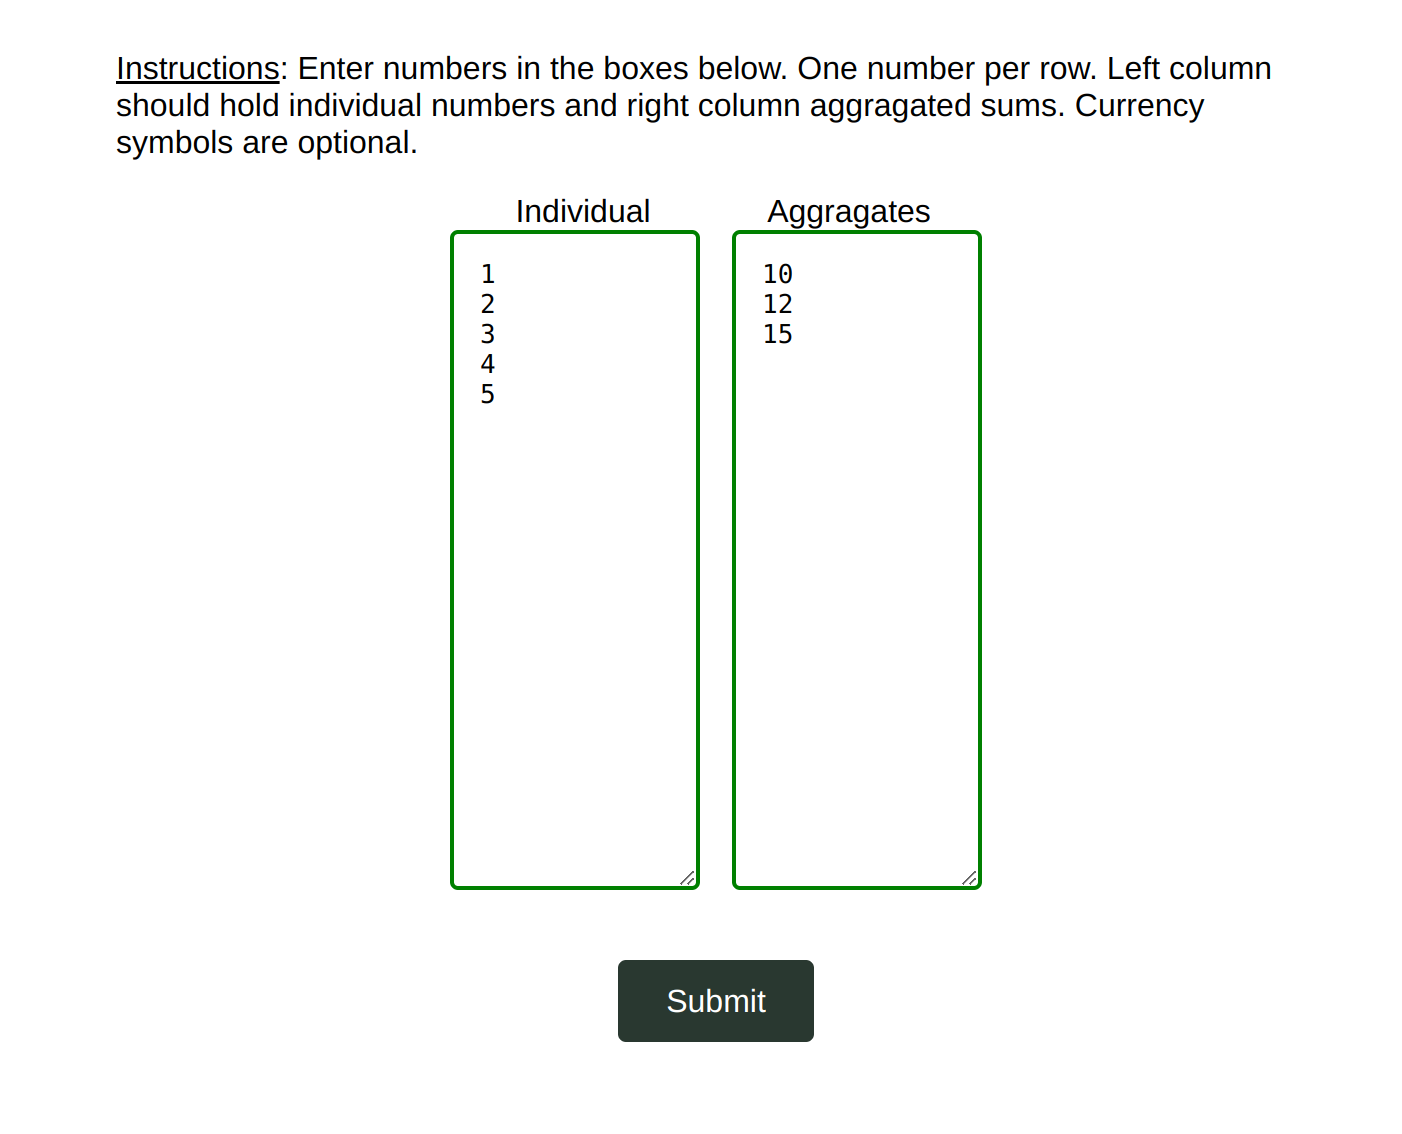 Instructions: Enter numbers in the boxes below. One number per row. Left column
should hold individual numbers and right column aggragated sums. Currency
symbols are optional.
Individual
1
2
3
4
5
Aggragates
10
12
15
Submit